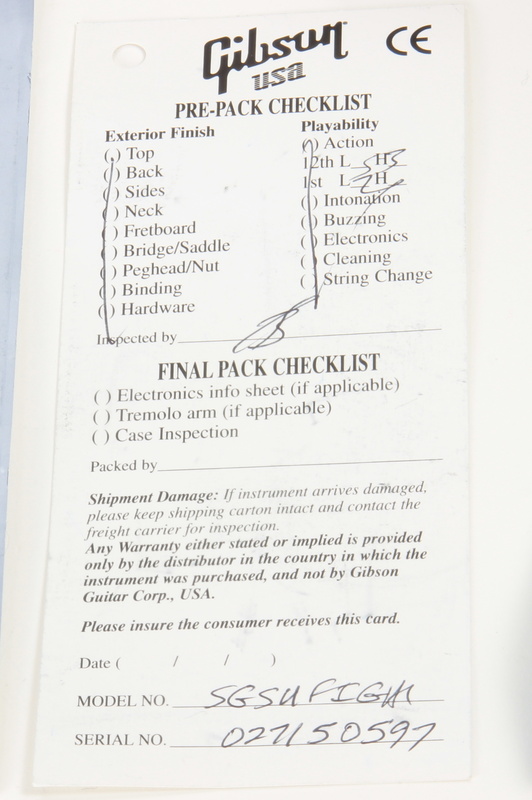 Gibson
USA
CE
PRE-PACK CHECKLIST
Exterior Finish
( ) Top
( ) Back
( ) Sides
( ) Neck
( ) Fretboard
( ) Bridge/Saddle
( ) Peghead/Nut
( ) Binding
( ) Hardware
Playability
( ) Action
12th L 5 H 5
1st L 2 H
( ) Intonation
( ) Buzzing
( ) Electronics
( ) Cleaning
( ) String Change
Inspected by
FINAL PACK CHECKLIST
( ) Electronics info sheet (if applicable)
( ) Tremolo arm (if applicable)
( ) Case Inspection
Packed by
Shipment Damage: If instrument arrives damaged,
please keep shipping carton intact and contact the
freight carrier for inspection.
Any Warranty either stated or implied is provided
only by the distributor in the country in which the
instrument was purchased, and not by Gibson
Guitar Corp., USA.
Please insure the consumer receives this card.
Date ( / / )
MODEL NO.
SERIAL NO. 027150597